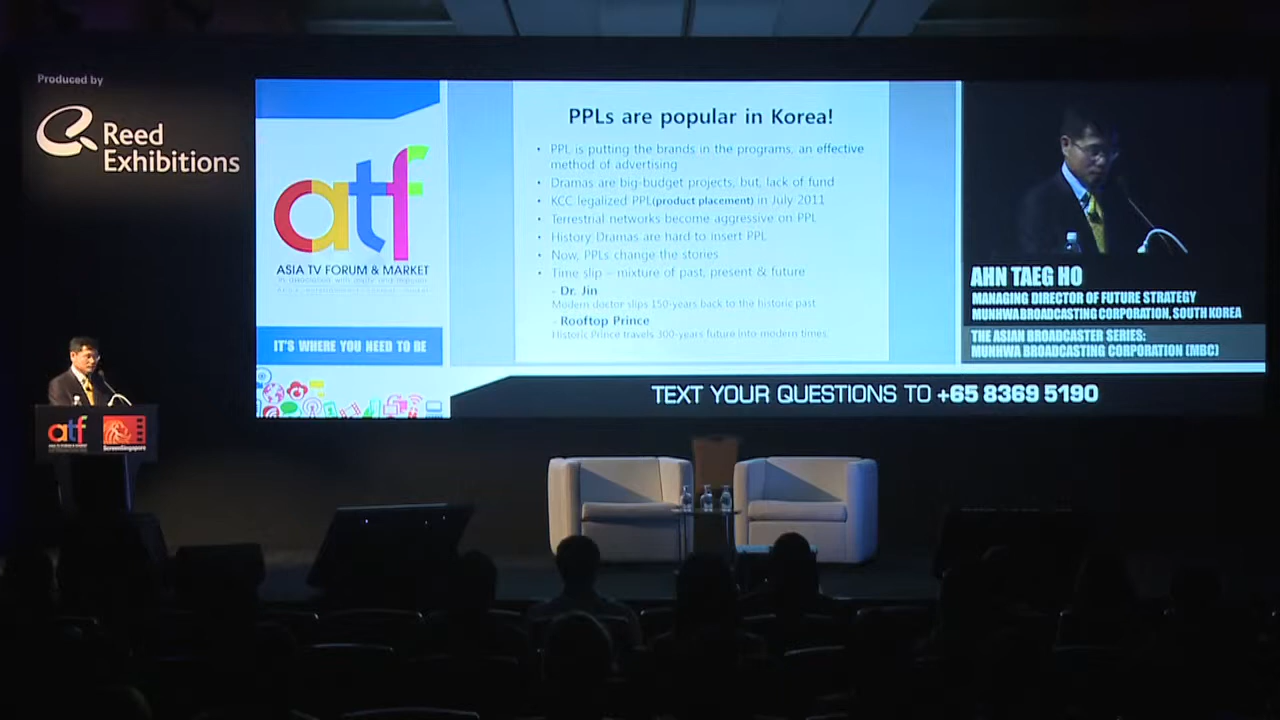 Produced by
Reed
Exhibitions
atf
ASIA TV FORUM & MARKET
IT'S WHERE YOU NEED TO BE
PPLs are popular in Korea!
• PPL is putting the brands in the programs, an effective
method of advertising
• Dramas are big-budget projects, but, lack of fund
• KCC legalized PPL(product placement) in July 2011
• Terrestrial networks become aggressive on PPL
• History Dramas are hard to insert PPL
• Now, PPLs change the stories
• Time slip – mixture of past, present & future
- Dr. Jin
Modern doctor slips 150-years back to the historic past
- Rooftop Prince
Historic Prince travels 300-years future into modern times.
AHN TAEG HO
MANAGING DIRECTOR OF FUTURE STRATEGY
MUNHWA BROADCASTING CORPORATION, SOUTH KOREA
THE ASIAN BROADCASTER SERIES:
MUNHWA BROADCASTING CORPORATION (MBC)
TEXT YOUR QUESTIONS TO +65 8369 5190
atf
ASIA TV FORUM & MARKET
ScreenSingapore